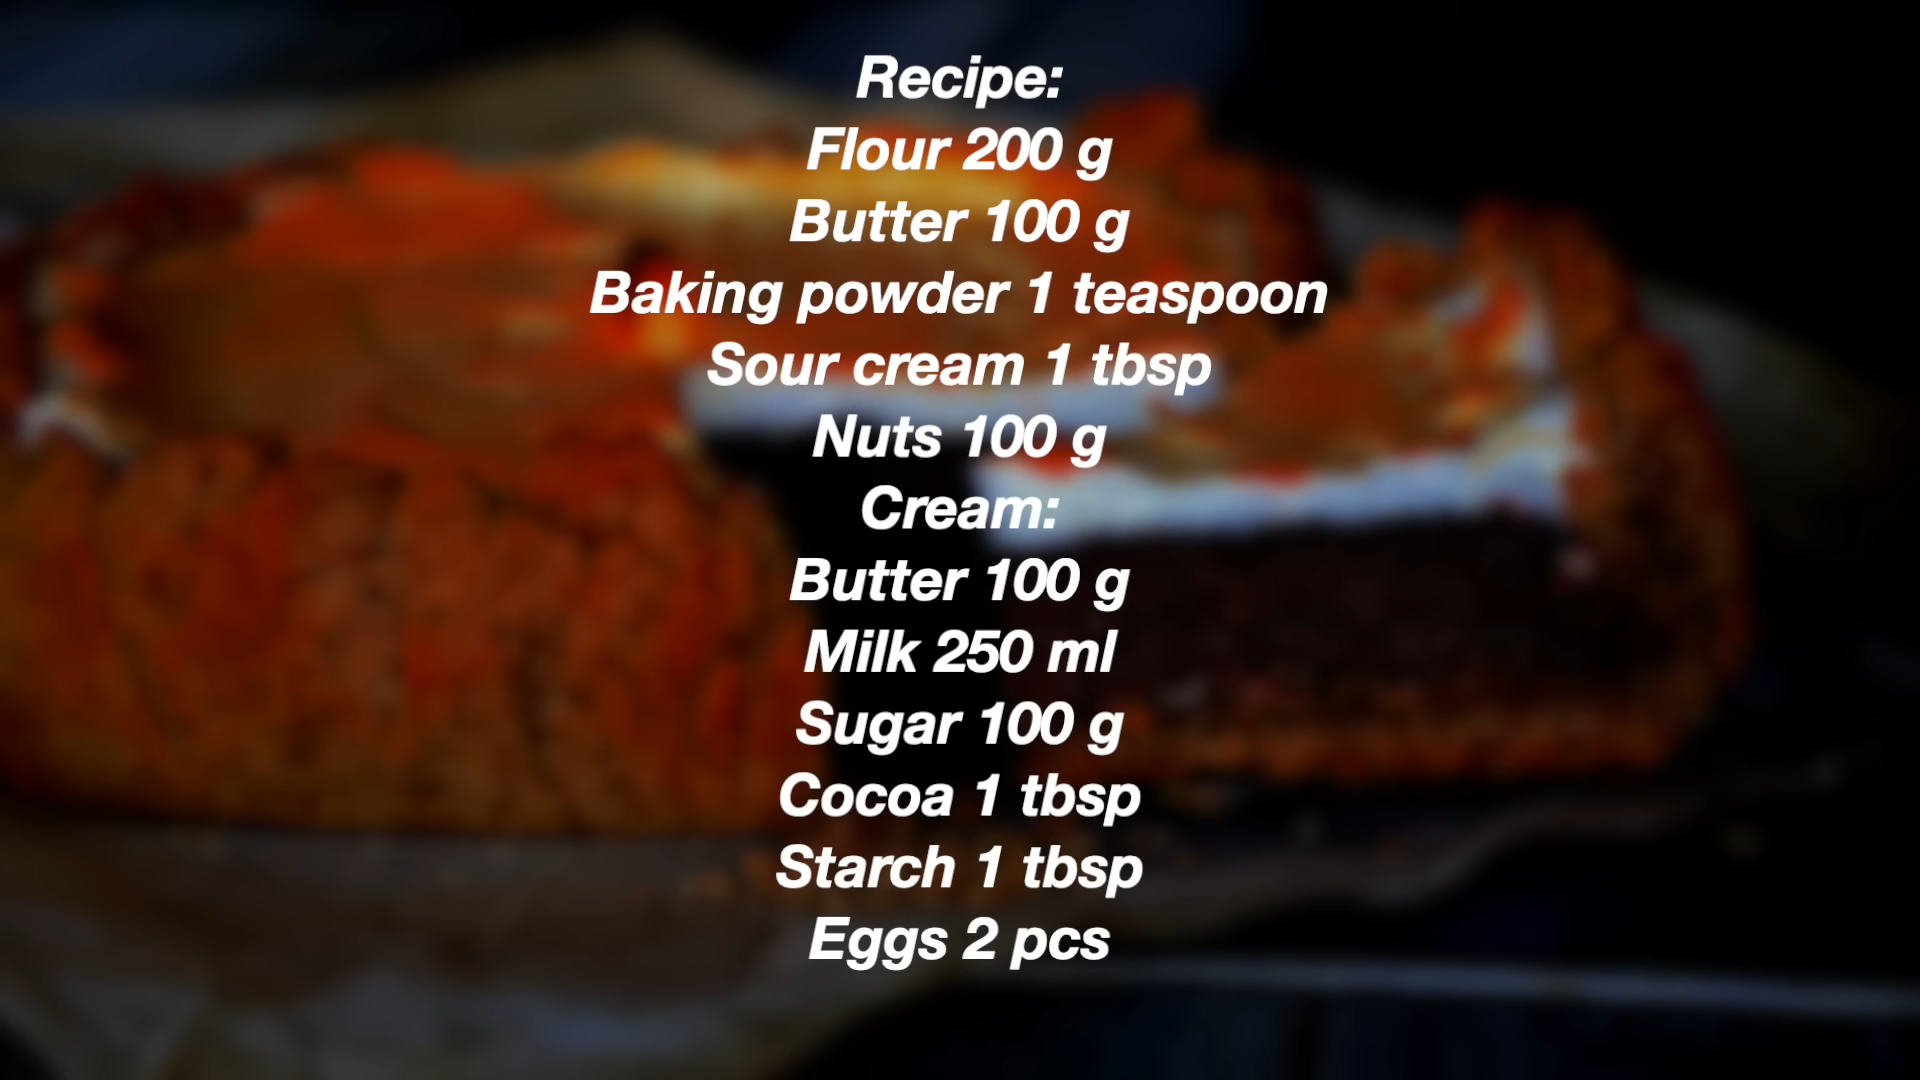 Recipe:
Flour 200 g
Butter 100 g
Baking powder 1 teaspoon
Sour cream 1 tbsp
Nuts 100 g
Cream:
Butter 100 g
Milk 250 ml
Sugar 100 g
Cocoa 1 tbsp
Starch 1 tbsp
Eggs 2 pcs